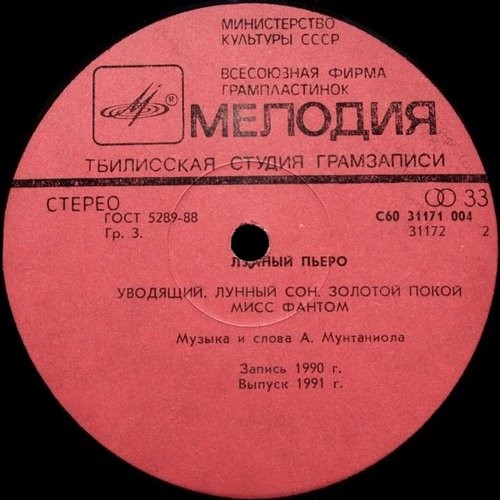 МИНИСТЕРСТВО
КУЛЬТУРЫ СССР
ВСЕСОЮЗНАЯ ФИРМА
ГРАМПЛАСТИНОК
® МЕЛОДИЯ
ТБИЛИССКАЯ СТУДИЯ ГРАМЗАПИСИ
СТЕРЕО 33
ГОСТ 5289-88 С60 31171 004
Гр. 3. 31172 2
ЛУННЫЙ ПЬЕРО
УВОДЯЩИЙ. ЛУННЫЙ СОН. ЗОЛОТОЙ ПОКОЙ
МИСС ФАНТОМ
Музыка и слова А. Мунтаниола
Запись 1990 г.
Выпуск 1991 г.